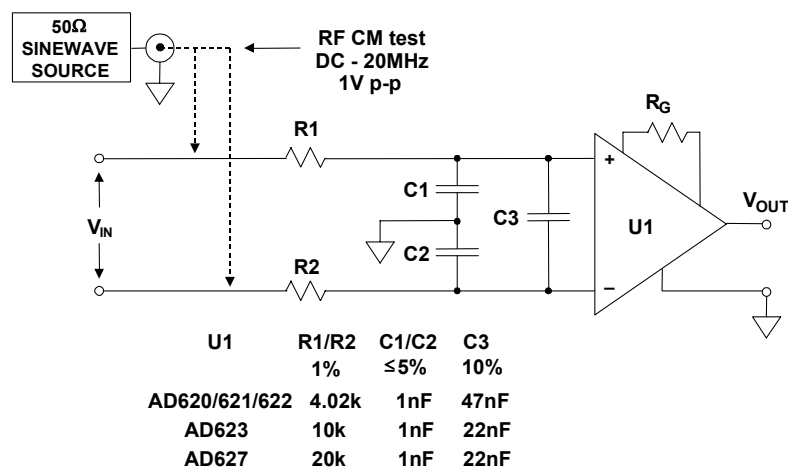 50Ω
SINEWAVE
SOURCE
RF CM test
DC - 20MHz
1V p-p
R1
RG
C1
+
VIN
C3
U1
VOUT
C2
R2
−
U1 R1/R2 C1/C2 C3
1% ≤5% 10%
AD620/621/622 4.02k 1nF 47nF
AD623 10k 1nF 22nF
AD627 20k 1nF 22nF